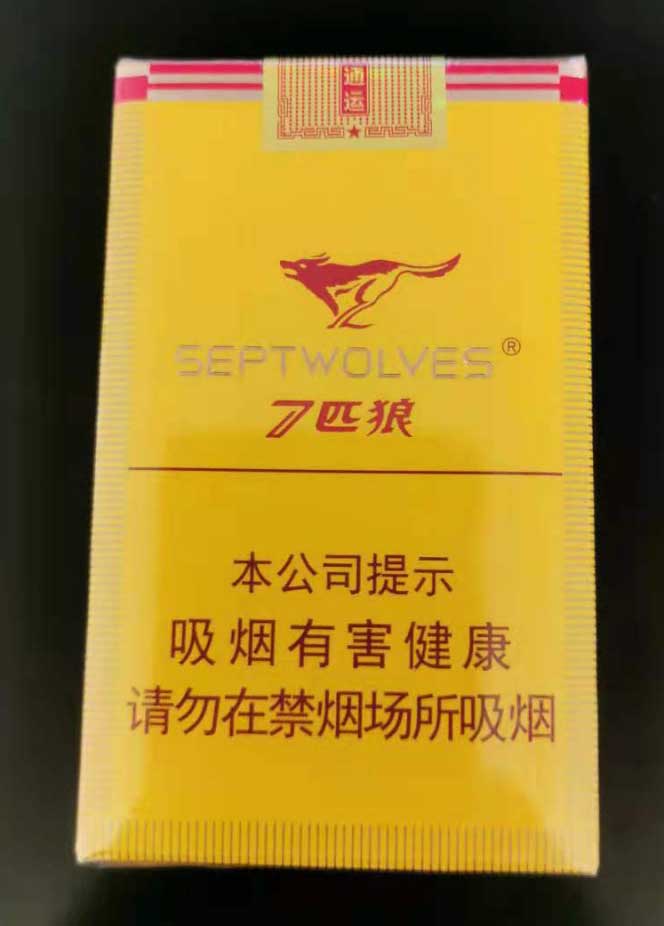 通运
SEPTWOLVES®
7匹狼
本公司提示
吸烟有害健康
请勿在禁烟场所吸烟